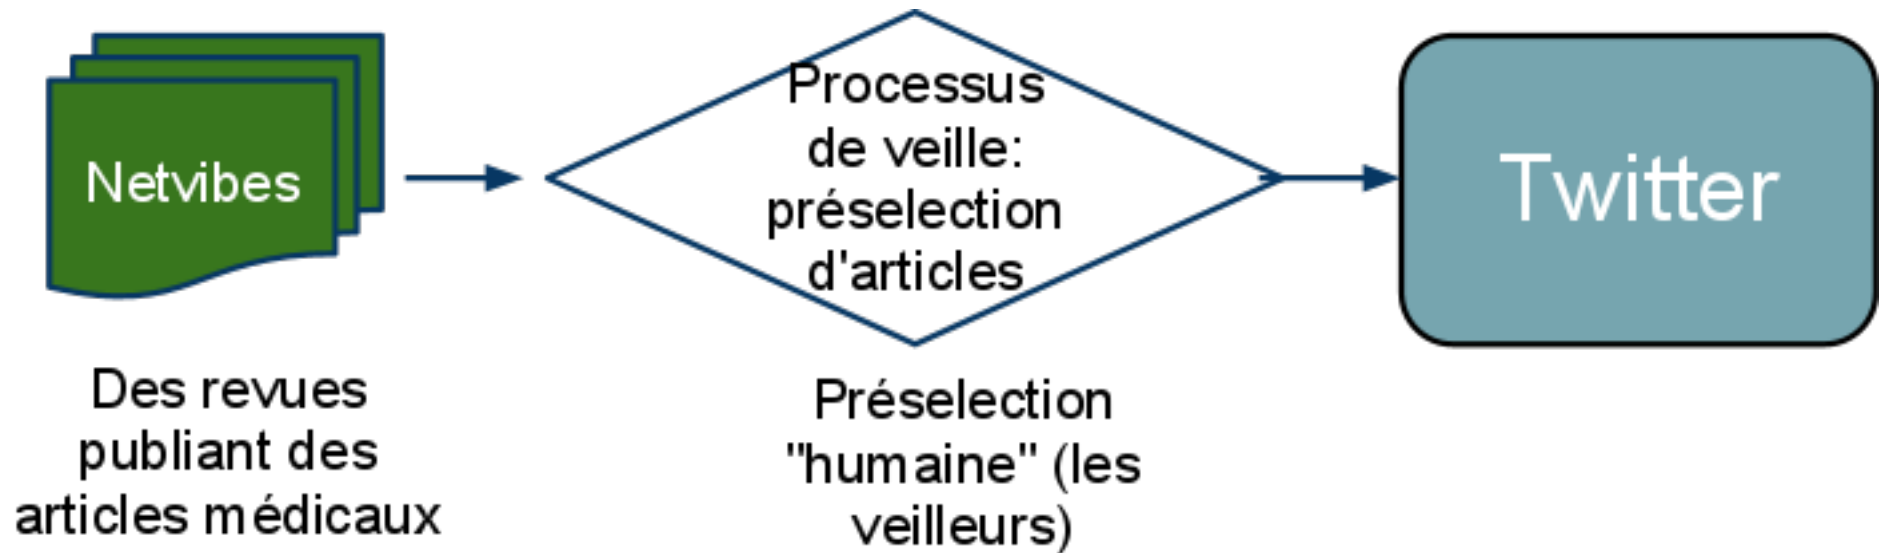 Netvibes
Des revues
publiant des
articles médicaux
Processus
de veille:
préselection
d'articles
Préselection
"humaine" (les
veilleurs)
Twitter